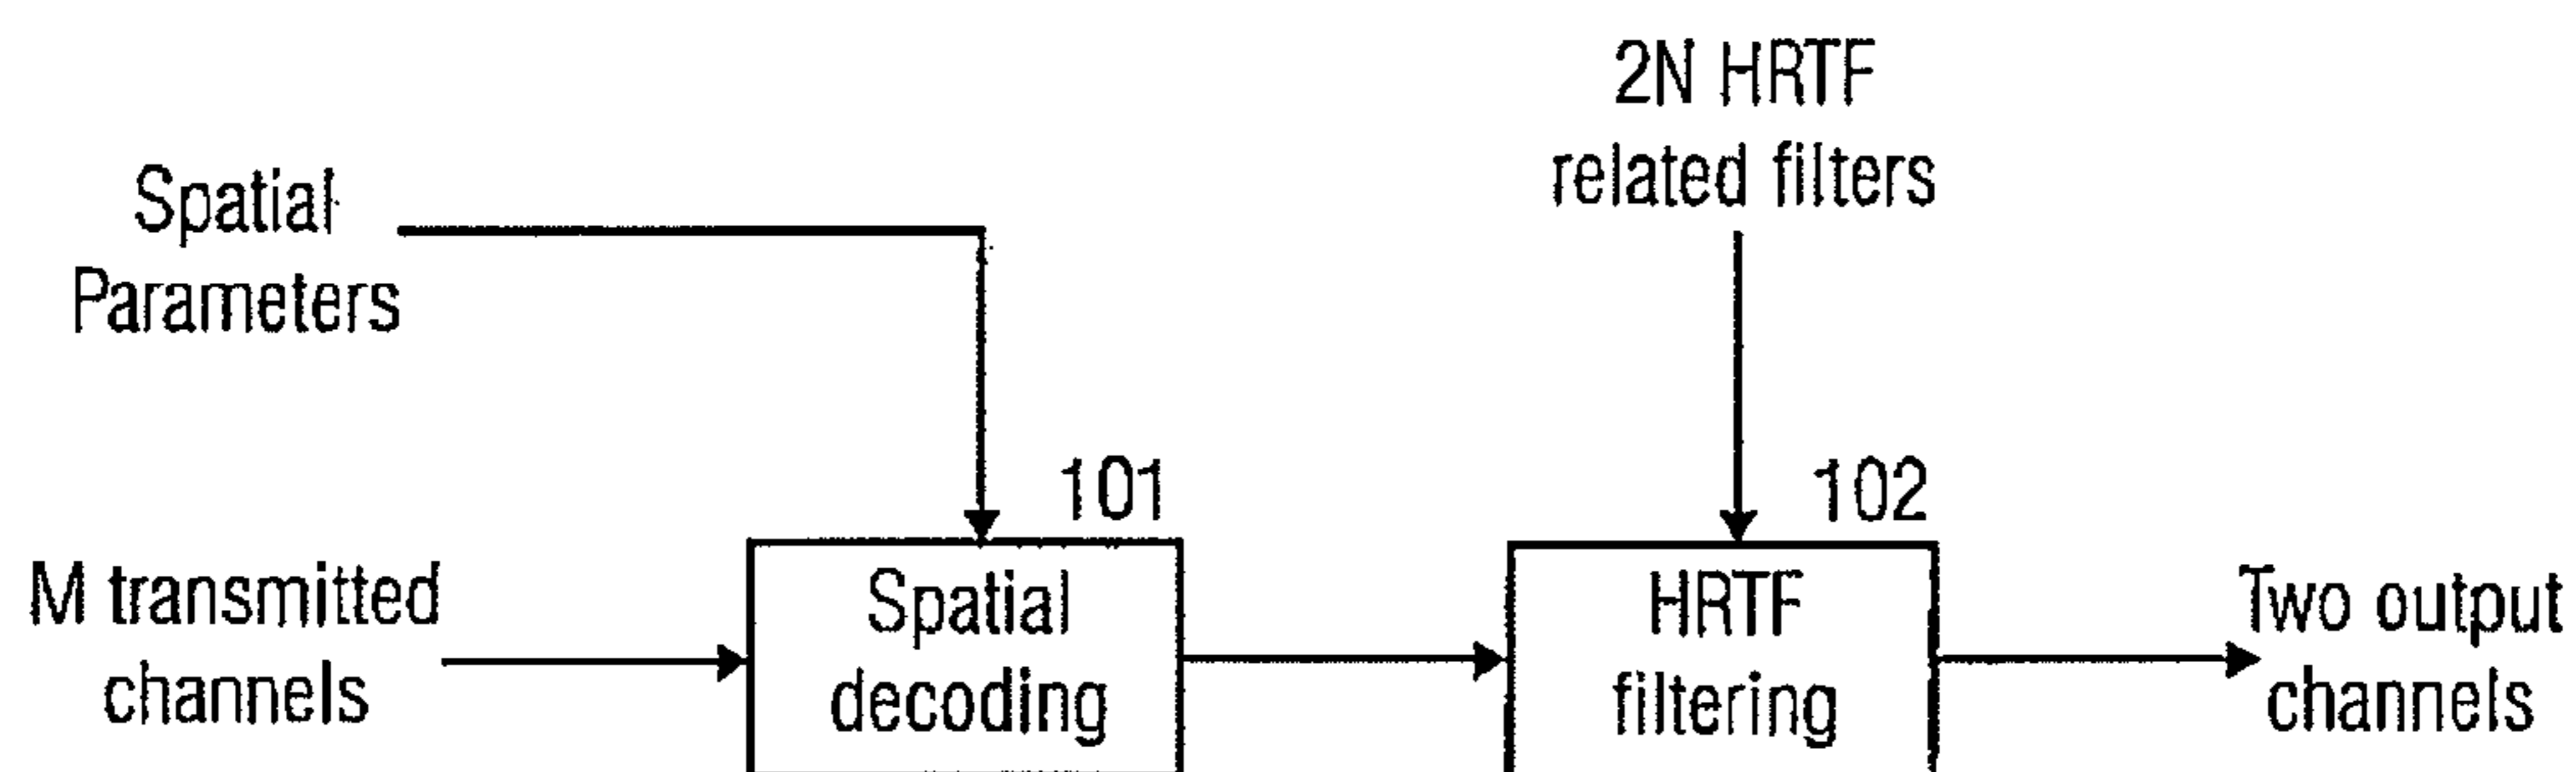 2N HRTF
related filters
Spatial
Parameters
101
102
M transmitted
channels
Spatial
decoding
HRTF
filtering
Two output
channels